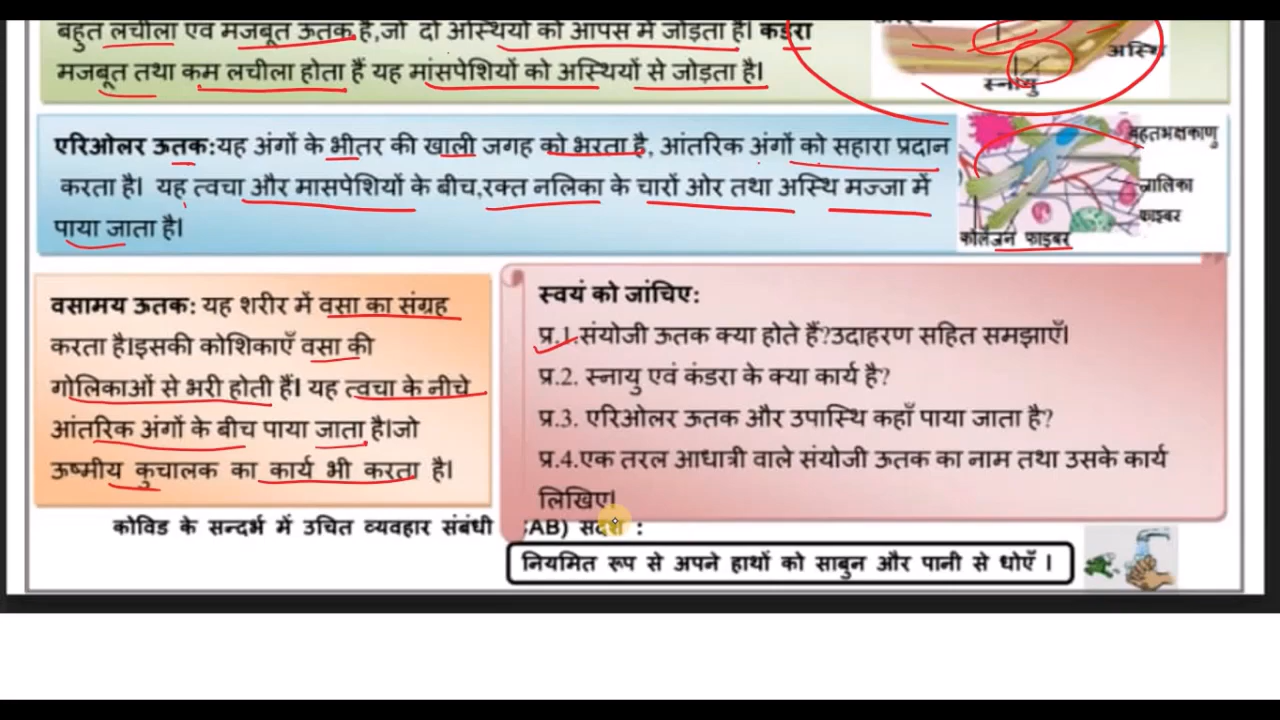 बहुत लचीला एवं मजबूत ऊतक है,जो दो अस्थियों को आपस में जोड़ता है। कंडरा
मजबूत तथा कम लचीला होता हैं यह मांसपेशियों को अस्थियों से जोड़ता है।
अस्थि
स्नायु
एरिओलर ऊतक:यह अंगों के भीतर की खाली जगह को भरता है, आंतरिक अंगों को सहारा प्रदान
करता है। यह त्वचा और मासपेशियों के बीच,रक्त नलिका के चारों ओर तथा अस्थि मज्जा में
पाया जाता है।
फाइबर
कोलेजन फाइबर
वसामय ऊतक: यह शरीर में वसा का संग्रह
करता है।इसकी कोशिकाएँ वसा की
गोलिकाओं से भरी होती हैं। यह त्वचा के नीचे
आंतरिक अंगों के बीच पाया जाता है।जो
ऊष्मीय कुचालक का कार्य भी करता है।
स्वयं को जांचिए:
प्र.1.संयोजी ऊतक क्या होते हैं?उदाहरण सहित समझाएँ।
प्र.2. स्नायु एवं कंडरा के क्या कार्य है?
प्र.3. एरिओलर ऊतक और उपास्थि कहाँ पाया जाता है?
प्र.4.एक तरल आधात्री वाले संयोजी ऊतक का नाम तथा उसके कार्य
लिखिए।
कोविड के सन्दर्भ में उचित व्यवहार संबंधी :AB) :
नियमित रूप से अपने हाथों को साबुन और पानी से धोएँ ।